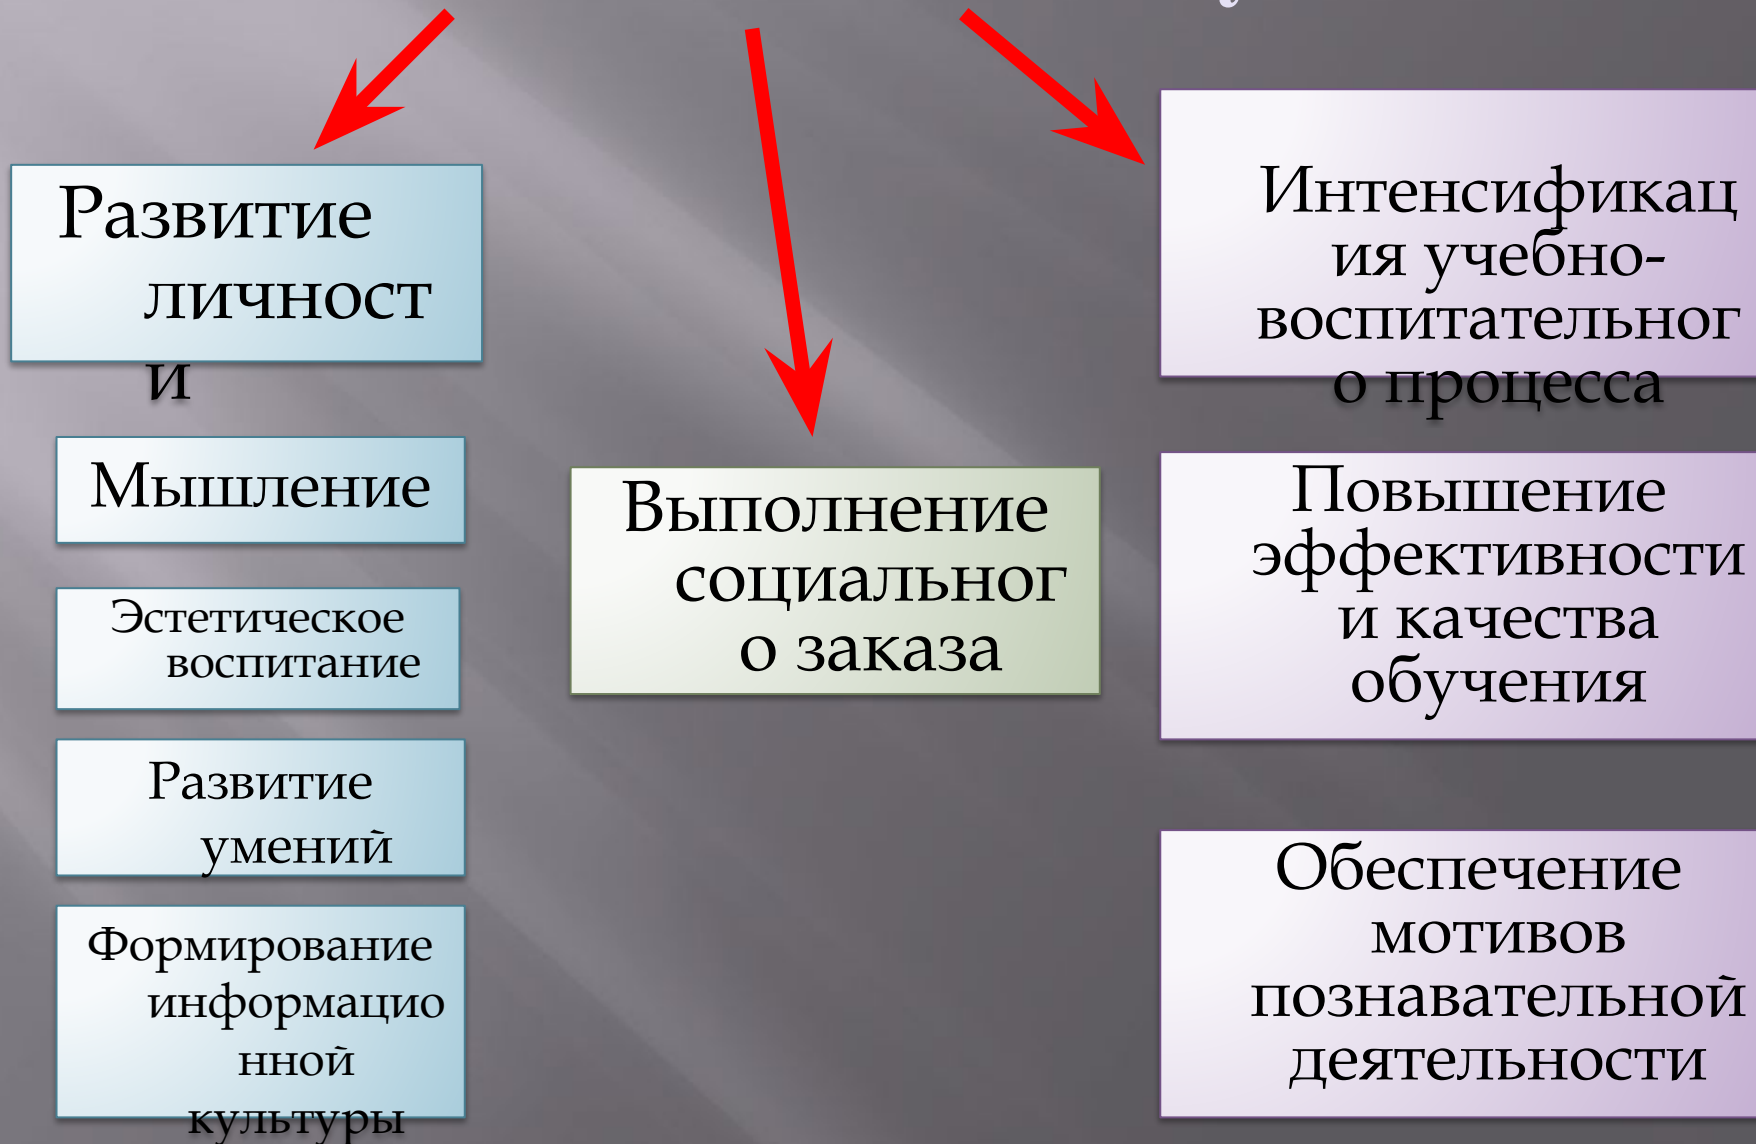 Развитие
личност
и
Мышление
Эстетическое
воспитание
Развитие
умений
Формирование
информацио
нной
культуры
Выполнение
социальног
о заказа
Интенсификац
ия учебно-
воспитательног
о процесса
Повышение
эффективности
и качества
обучения
Обеспечение
мотивов
познавательной
деятельности